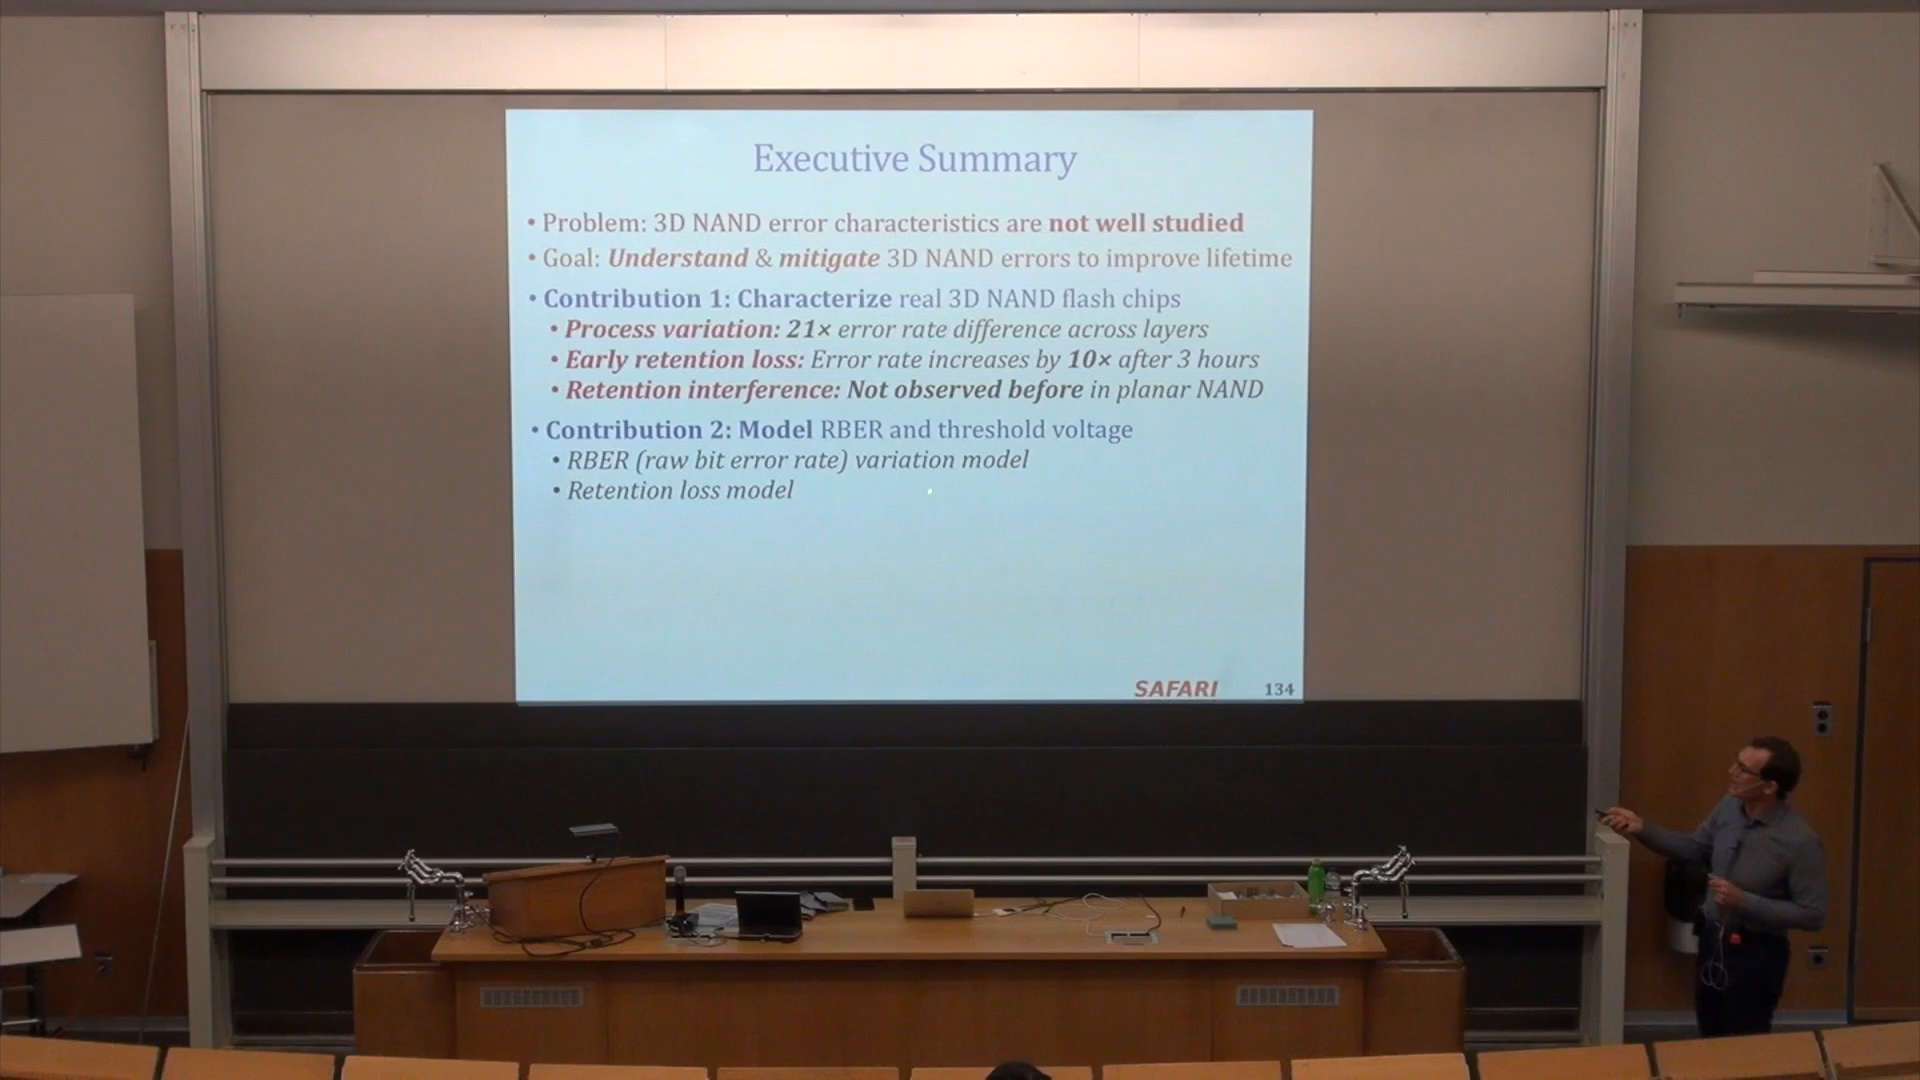 Executive Summary
• Problem: 3D NAND error characteristics are not well studied
• Goal: Understand & mitigate 3D NAND errors to improve lifetime
• Contribution 1: Characterize real 3D NAND flash chips
• Process variation: 21× error rate difference across layers
• Early retention loss: Error rate increases by 10× after 3 hours
• Retention interference: Not observed before in planar NAND
• Contribution 2: Model RBER and threshold voltage
• RBER (raw bit error rate) variation model
• Retention loss model
SAFARI 134